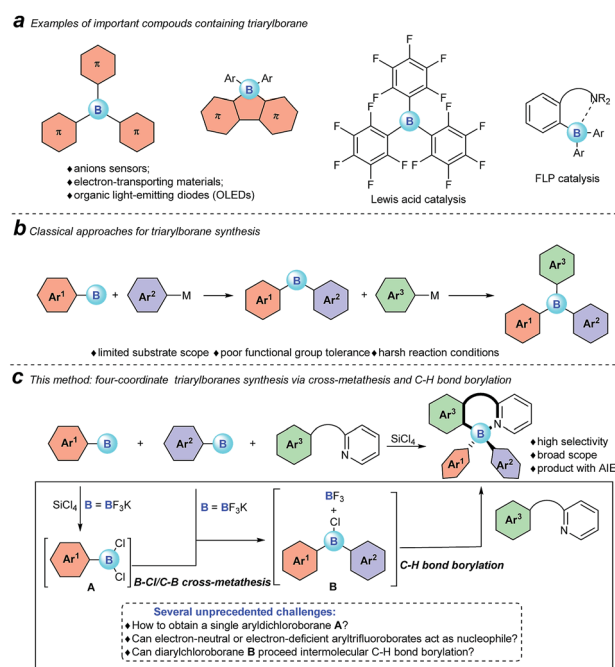 a Examples of important compouds containing triarylborane
π
Ar Ar
B
B
π π
π π
F F F F F
B
F F F F F
F F F F F
NR2
B Ar
Ar
♦anions sensors;
♦electron-transporting materials;
♦organic light-emitting diodes (OLEDs)
Lewis acid catalysis
FLP catalysis
b Classical approaches for triarylborane synthesis
Ar1 B + Ar2 M
B
Ar1 Ar2
+ Ar3 M
Ar3
B
Ar1 Ar2
♦limited substrate scope ♦poor functional group tolerance ♦harsh reaction conditions
c This method: four-coordinate triarylboranes synthesis via cross-metathesis and C-H bond borylation
Ar1 B + Ar2 B + Ar3 N
SiCl4
Ar3 N
B
Ar1 Ar2
♦high selectivity
♦broad scope
♦product with AIE
SiCl4 B = BF3K
B = BF3K
Ar1 B Cl
Cl
A
B-Cl/C-B cross-metathesis
BF3
+
Cl
B
Ar1 Ar2
B
C-H bond borylation
Ar3 N
Several unprecedented challenges:
♦How to obtain a single aryldichloroborane A?
♦Can electron-neutral or electron-deficient aryltrifluoroborates act as nucleophile?
♦Can diarylchloroborane B proceed intermolecular C-H bond borylation?